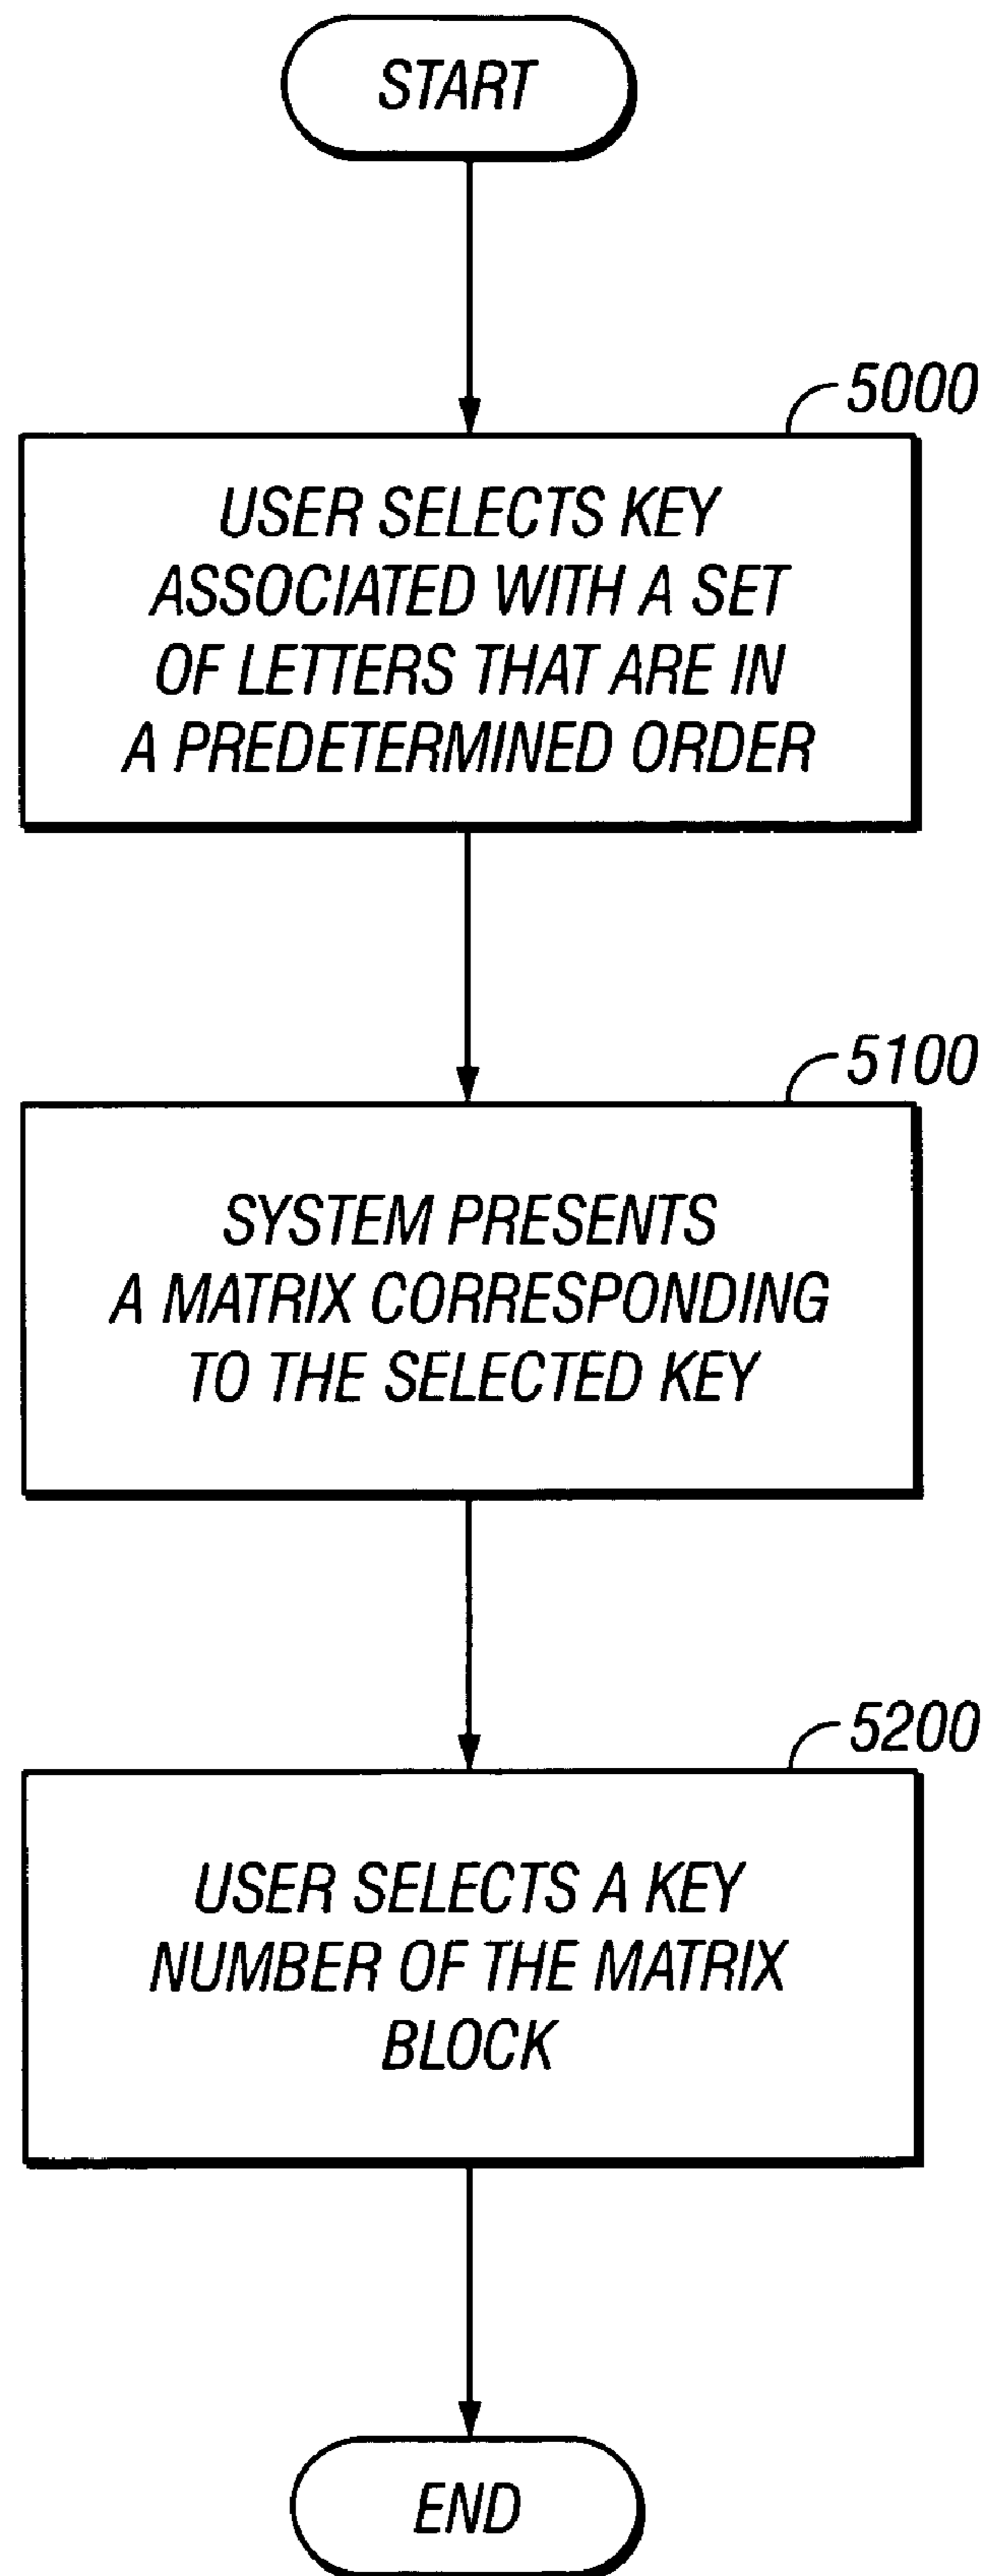 START
5000
USER SELECTS KEY
ASSOCIATED WITH A SET
OF LETTERS THAT ARE IN
A PREDETERMINED ORDER
5100
SYSTEM PRESENTS
A MATRIX CORRESPONDING
TO THE SELECTED KEY
5200
USER SELECTS A KEY
NUMBER OF THE MATRIX
BLOCK
END